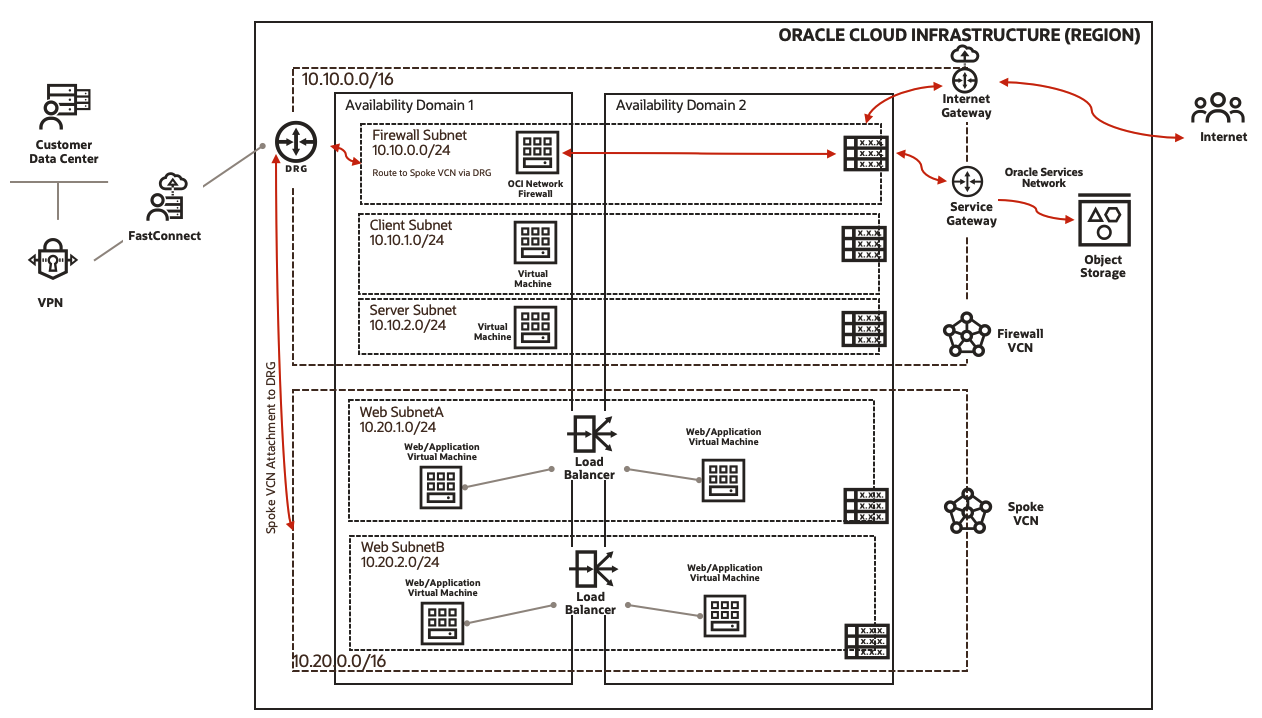 ORACLE CLOUD INFRASTRUCTURE (REGION)
10.10.0.0/16
Availability Domain 1
Availability Domain 2
Internet
Gateway
Customer
Data Center
Internet
Firewall Subnet
10.10.0.0/24
Route to Spoke VCN via DRG
OCI Network
Firewall
X.X.X.
X.X.X.
X.X.X.
DRG
Oracle Services
Network
Service
Gateway
FastConnect
Client Subnet
10.10.1.0/24
Virtual
Machine
X.X.X.
X.X.X.
X.X.X.
Object
Storage
VPN
Server Subnet
10.10.2.0/24
Virtual
Machine
X.X.X.
X.X.X.
X.X.X.
Firewall
VCN
Spoke VCN Attachment to DRG
Web SubnetA
10.20.1.0/24
Web/Application
Virtual Machine
Load
Balancer
Web/Application
Virtual Machine
X.X.X.
X.X.X.
X.X.X.
Spoke
VCN
Web SubnetB
10.20.2.0/24
Web/Application
Virtual Machine
Load
Balancer
Web/Application
Virtual Machine
X.X.X.
X.X.X.
X.X.X.
10.20.0.0/16